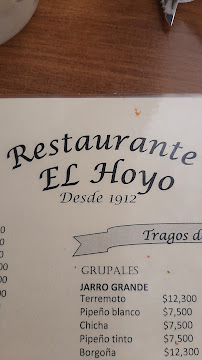 Restaurante
EL Hoyo
Desde 1912
Tragos d
GRUPALES
JARRO GRANDE
Terremoto $12,300
Pipeño blanco $7,500
Chicha $7,500
Pipeño tinto $7,500
Borgoña $12,300